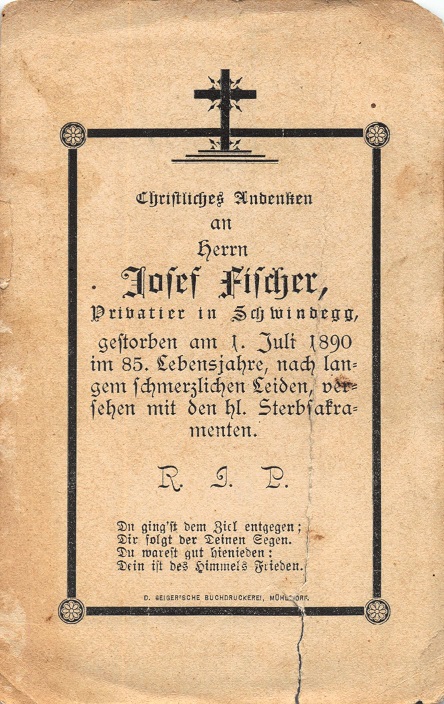 Christliches Andenken
an
Herrn
Josef Fischer,
Privatier in Schwindegg,
gestorben am 1. Juli 1890
im 85. Lebensjahre, nach lan-
gem schmerzlichen Leiden, ver-
sehen mit den hl. Sterbsakra-
menten.
R. I. P.
Du ging'st dem Ziel entgegen;
Dir folgt der Deinen Segen.
Du warest gut hienieden:
Dein ist des Himmels Frieden.
D. GEIGER'SCHE BUCHDRUCKEREI, MÜHLDORF.